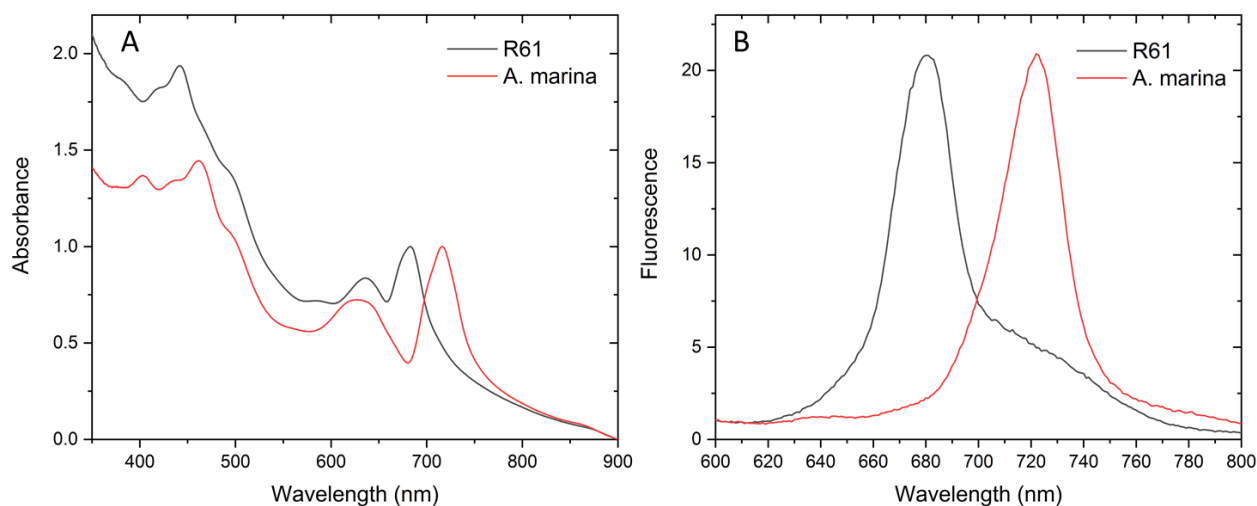 A
R61
A. marina
2.0
1.5
1.0
0.5
0.0
Absorbance
400 500 600 700 800 900
Wavelength (nm)
B
R61
A. marina
20
15
10
5
0
Fluorescence
600 620 640 660 680 700 720 740 760 780 800
Wavelength (nm)